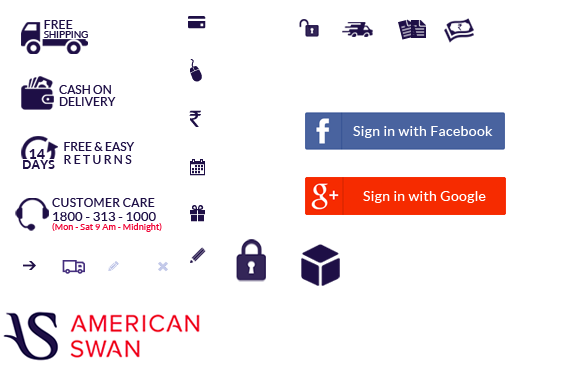 FREE
SHIPPING
CASH ON
DELIVERY
14
DAYS
FREE & EASY
RETURNS
CUSTOMER CARE
1800 - 313 - 1000
(Mon - Sat 9 Am - Midnight)
₹
₹
f
Sign in with Facebook
g+
Sign in with Google
AS
AMERICAN
SWAN